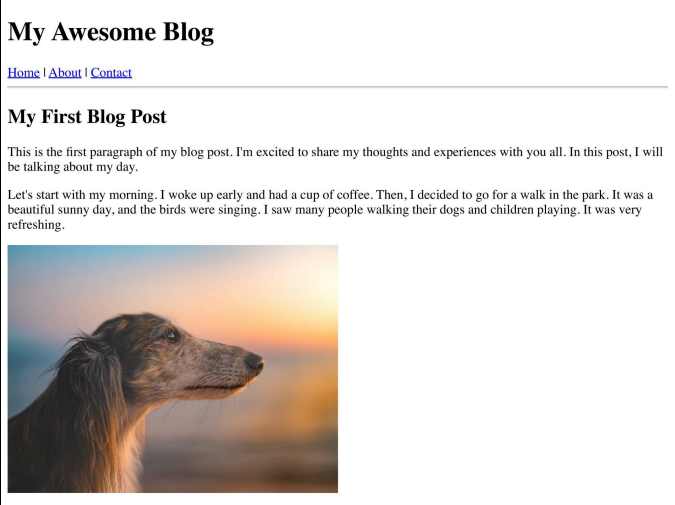 My Awesome Blog
Home | About | Contact
My First Blog Post
This is the first paragraph of my blog post. I'm excited to share my thoughts and experiences with you all. In this post, I will
be talking about my day.
Let's start with my morning. I woke up early and had a cup of coffee. Then, I decided to go for a walk in the park. It was a
beautiful sunny day, and the birds were singing. I saw many people walking their dogs and children playing. It was very
refreshing.